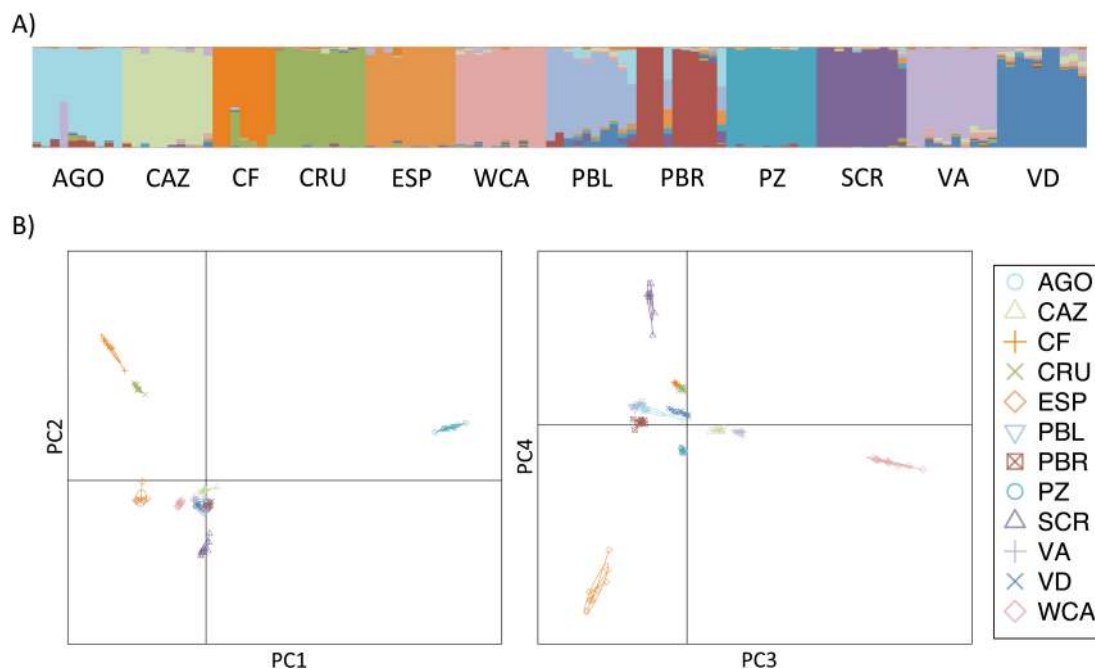 A)
AGO CAZ CF CRU ESP WCA PBL PBR PZ SCR VA VD
B)
PC2
PC1
PC4
PC3
AGO
CAZ
CF
CRU
ESP
PBL
PBR
PZ
SCR
VA
VD
WCA